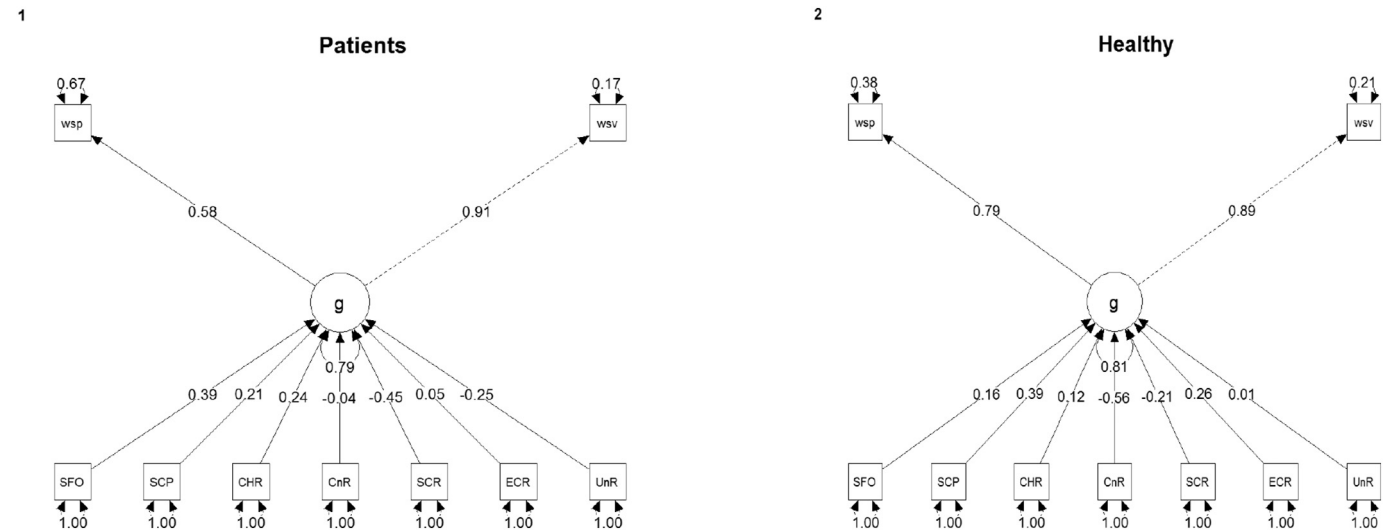 1
2
Patients
Healthy
0.67
0.17
0.38
0.21
wsp
wsv
wsp
wsv
0.58
0.91
0.79
0.89
g
g
0.79
0.81
0.39 0.21 0.24 -0.04 -0.45 0.05 -0.25
0.16 0.39 0.12 -0.56 -0.21 0.26 0.01
SFO SCP CHR CnR SCR ECR UnR
SFO SCP CHR CnR SCR ECR UnR
1.00 1.00 1.00 1.00 1.00 1.00 1.00
1.00 1.00 1.00 1.00 1.00 1.00 1.00